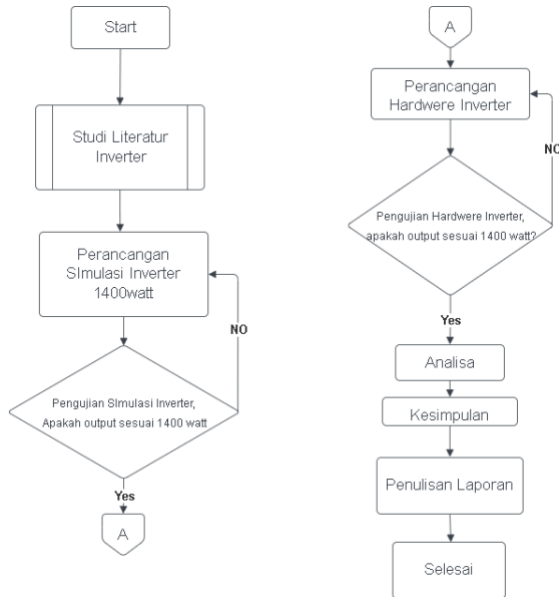 Start
Studi Literatur
Inverter
Perancangan
SImulasi Inverter
1400watt
NO
Pengujian SImulasi Inverter,
Apakah output sesuai 1400 watt
Yes
A
A
Perancangan
Hardwere Inverter
NO
Pengujian Hardwere Inverter,
apakah output sesuai 1400 watt?
Yes
Analisa
Kesimpulan
Penulisan Laporan
Selesai